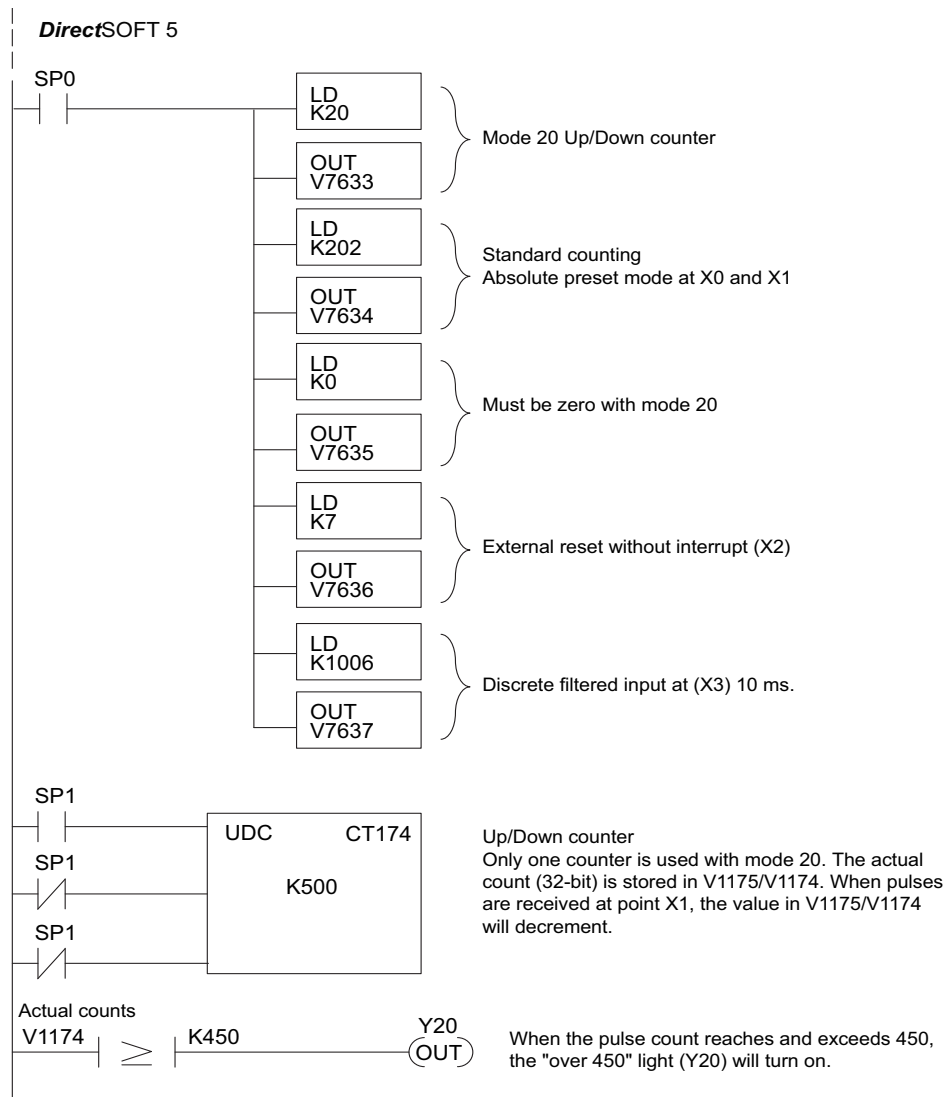 DirectSOFT 5
SP0
LD
K20
OUT
V7633
Mode 20 Up/Down counter
LD
K202
OUT
V7634
Standard counting
Absolute preset mode at X0 and X1
LD
K0
OUT
V7635
Must be zero with mode 20
LD
K7
OUT
V7636
External reset without interrupt (X2)
LD
K1006
OUT
V7637
Discrete filtered input at (X3) 10 ms.
SP1
UDC CT174
SP1
K500
SP1
Up/Down counter
Only one counter is used with mode 20. The actual
count (32-bit) is stored in V1175/V1174. When pulses
are received at point X1, the value in V1175/V1174
will decrement.
Actual counts
V1174 ≥ K450
Y20
OUT
When the pulse count reaches and exceeds 450,
the "over 450" light (Y20) will turn on.